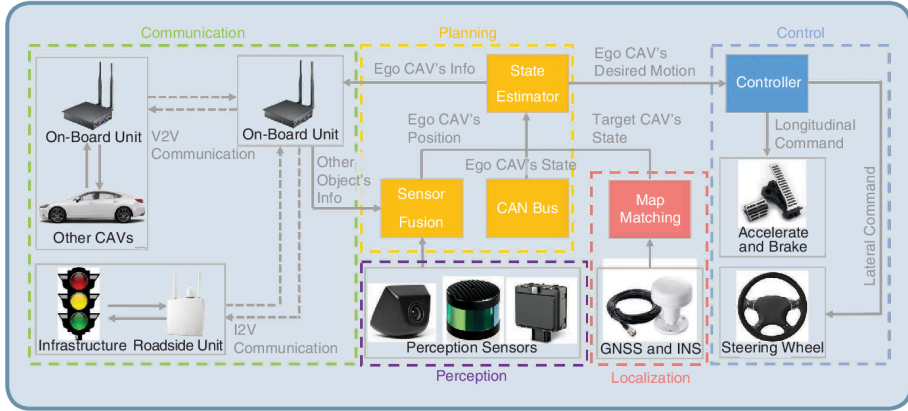 Communication
Planning
Control
Ego CAV's Info
State
Estimator
Ego CAV's
Desired Motion
Controller
On-Board Unit
On-Board Unit
V2V
Communication
Ego CAV's
Position
Target CAV's
State
Longitudinal
Command
Other
Object's
Info
Ego CAV's State
Sensor
Fusion
CAN Bus
Map
Matching
Lateral Command
Other CAVs
Accelerate
and Brake
Infrastructure
Roadside Unit
I2V
Communication
Perception Sensors
GNSS and INS
Steering Wheel
Perception
Localization